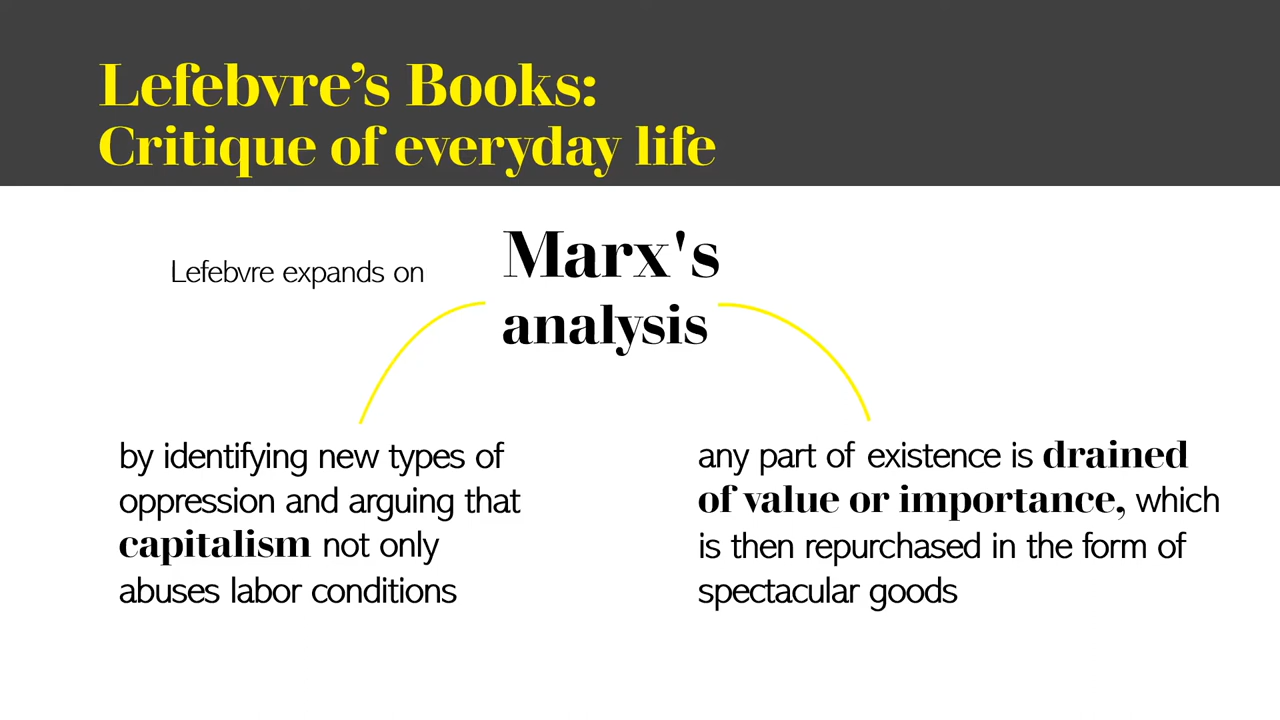 Lefebvre’s Books:
Critique of everyday life
Lefebvre expands on
Marx's
analysis
by identifying new types of
oppression and arguing that
capitalism not only
abuses labor conditions
any part of existence is drained
of value or importance, which
is then repurchased in the form of
spectacular goods